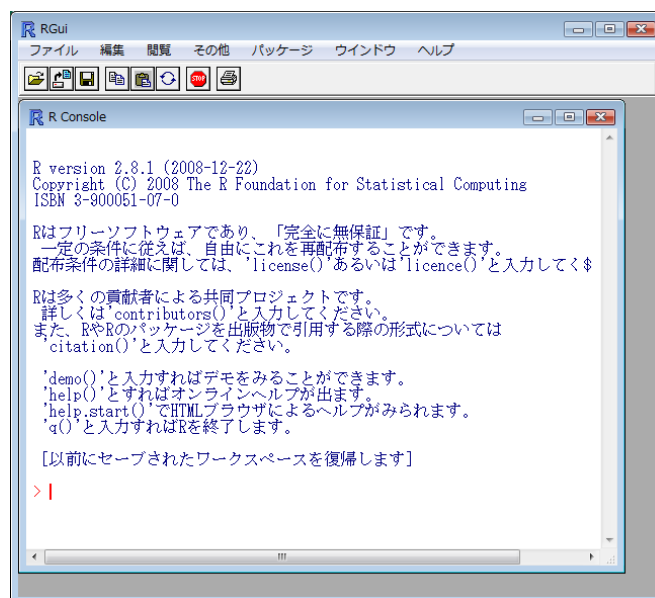 RGui
ファイル 編集 閲覧 その他 パッケージ ウインドウ ヘルプ
STOP
R Console
R version 2.8.1 (2008-12-22)
Copyright (C) 2008 The R Foundation for Statistical Computing
ISBN 3-900051-07-0
Rはフリーソフトウェアであり、「完全に無保証」です。
一定の条件に従えば、自由にこれを再配布することができます。
配布条件の詳細に関しては、'license()'あるいは'licence()'と入力してく$
Rは多くの貢献者による共同プロジェクトです。
詳しくは'contributors()'と入力してください。
また、RやRのパッケージを出版物で引用する際の形式については
'citation()'と入力してください。
'demo()'と入力すればデモをみることができます。
'help()'とすればオンラインヘルプが出ます。
'help.start()'でHTMLブラウザによるヘルプがみられます。
'q()'と入力すればRを終了します。
[以前にセーブされたワークスペースを復帰します]
>